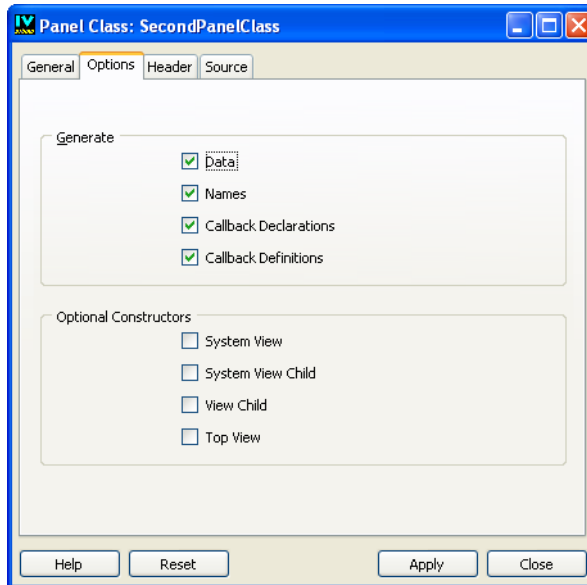 Panel Class: SecondPanelClass
General Options Header Source
Generate
Data
Names
Callback Declarations
Callback Definitions
Optional Constructors
System View
System View Child
View Child
Top View
Help Reset Apply Close